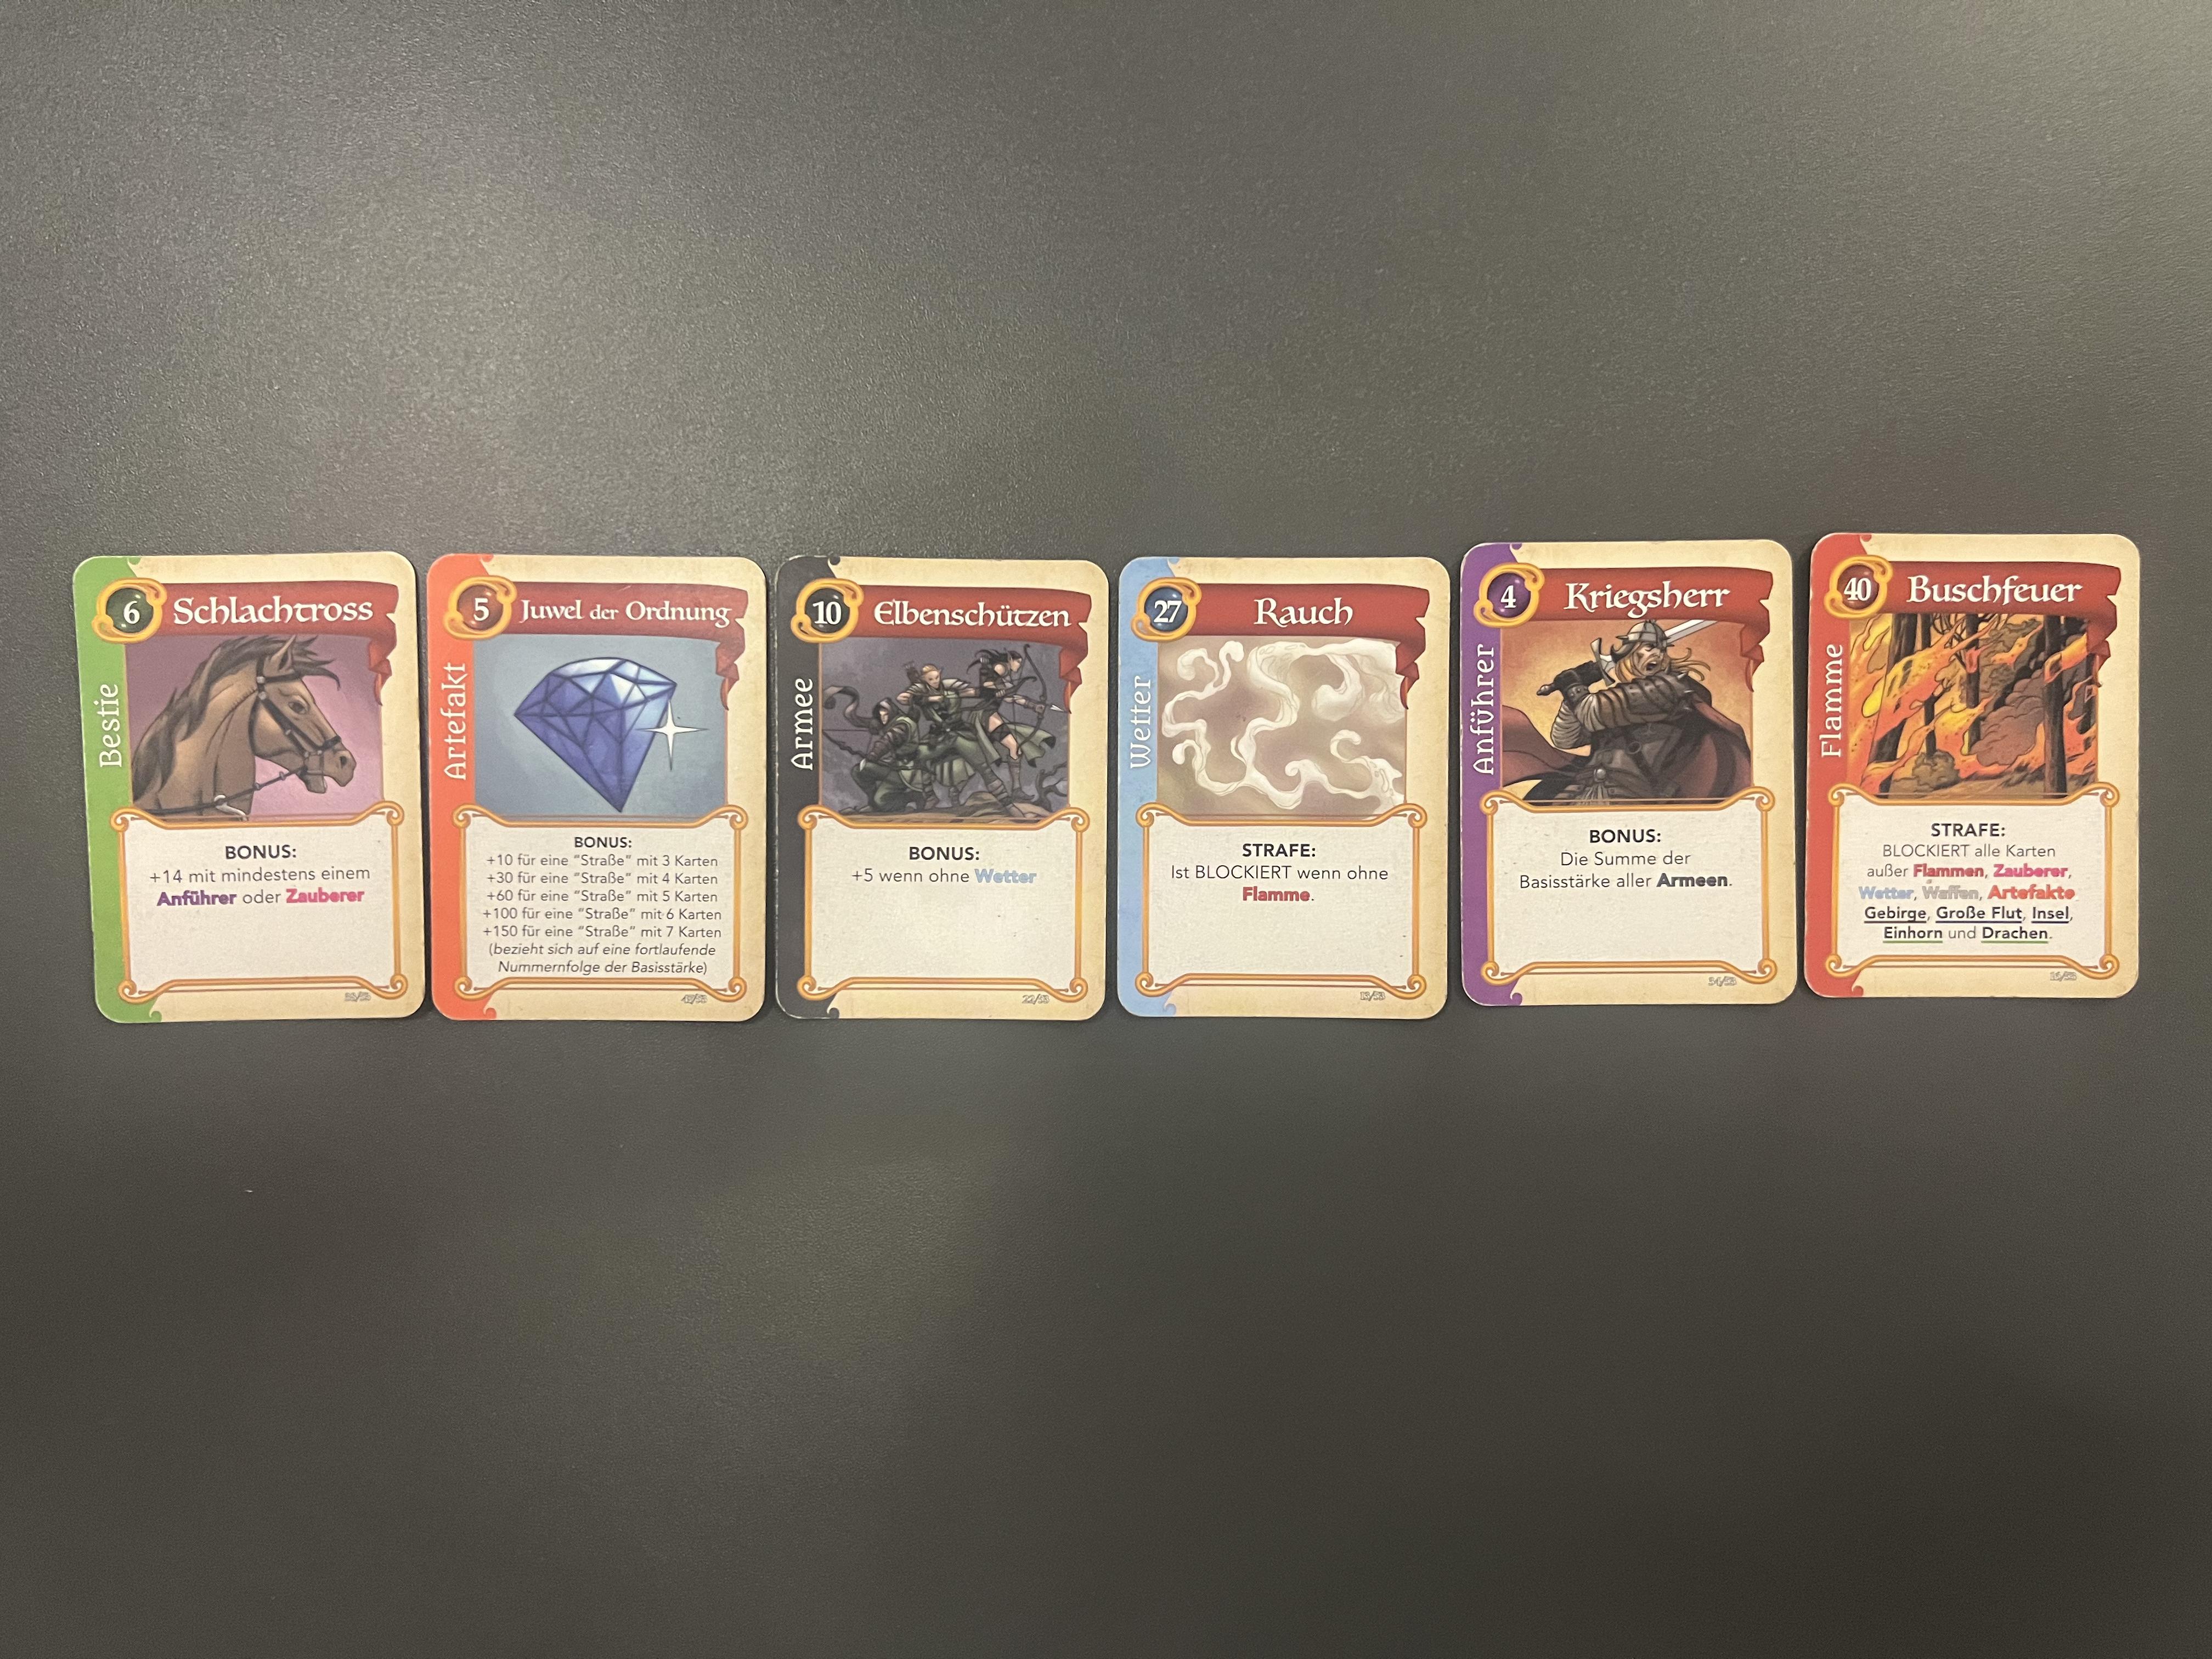 Bestie
6 Schlachtross
BONUS:
+14 mit mindestens einem
Anführer oder Zauberer
Artefakt
5 Juwel der Ordnung
BONUS:
+10 für eine "Straße" mit 3 Karten
+30 für eine "Straße" mit 4 Karten
+60 für eine "Straße" mit 5 Karten
+100 für eine "Straße" mit 6 Karten
+150 für eine "Straße" mit 7 Karten
(bezieht sich auf eine fortlaufende
Nummernfolge der Basisstärke)
Armee
10 Elbenschützen
BONUS:
+5 wenn ohne Wetter
22/53
Wetter
27 Rauch
STRAFE:
Ist BLOCKIERT wenn ohne
Flamme.
Anführer
4 Kriegsherr
BONUS:
Die Summe der
Basisstärke aller Armeen.
34/53
Flamme
40 Buschfeuer
STRAFE:
BLOCKIERT alle Karten
außer Flammen, Zauberer,
Wetter, Waffen, Artefakte
Gebirge, Große Flut, Insel,
Einhorn und Drachen.